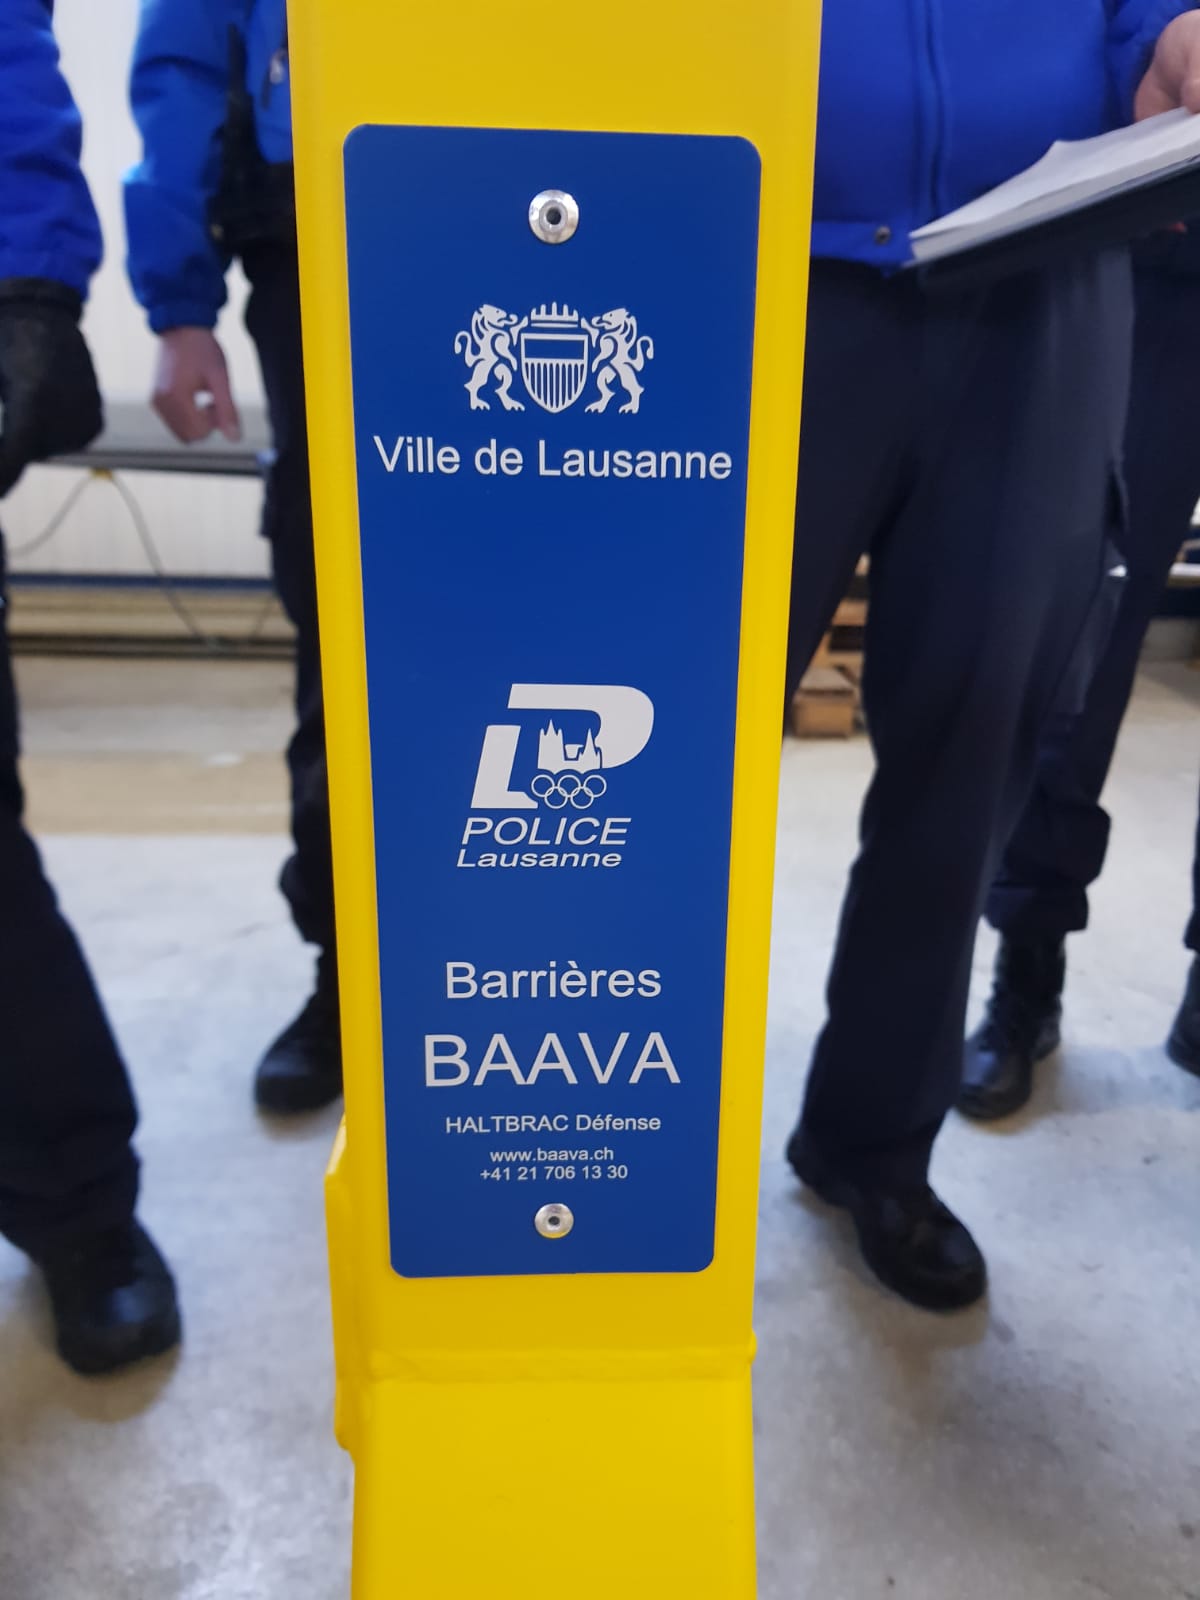 Ville de Lausanne
POLICE
Lausanne
Barrières
BAAVA
HALTBRAC Défense
www.baava.ch
+41 21 706 13 30